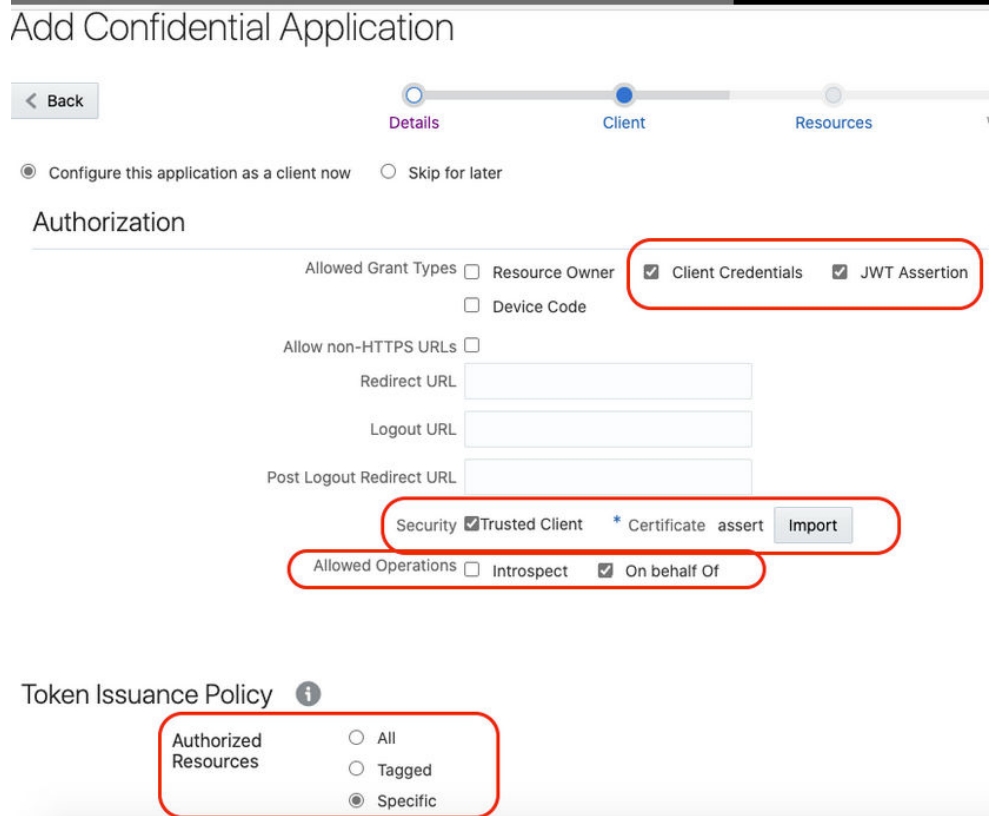 Add Confidential Application
Back
Details Client Resources
Configure this application as a client now Skip for later
Authorization
Allowed Grant Types Resource Owner Client Credentials JWT Assertion
Device Code
Allow non-HTTPS URLs
Redirect URL
Logout URL
Post Logout Redirect URL
Security Trusted Client * Certificate assert Import
Allowed Operations Introspect On behalf Of
Token Issuance Policy
Authorized Resources All
Tagged
Specific